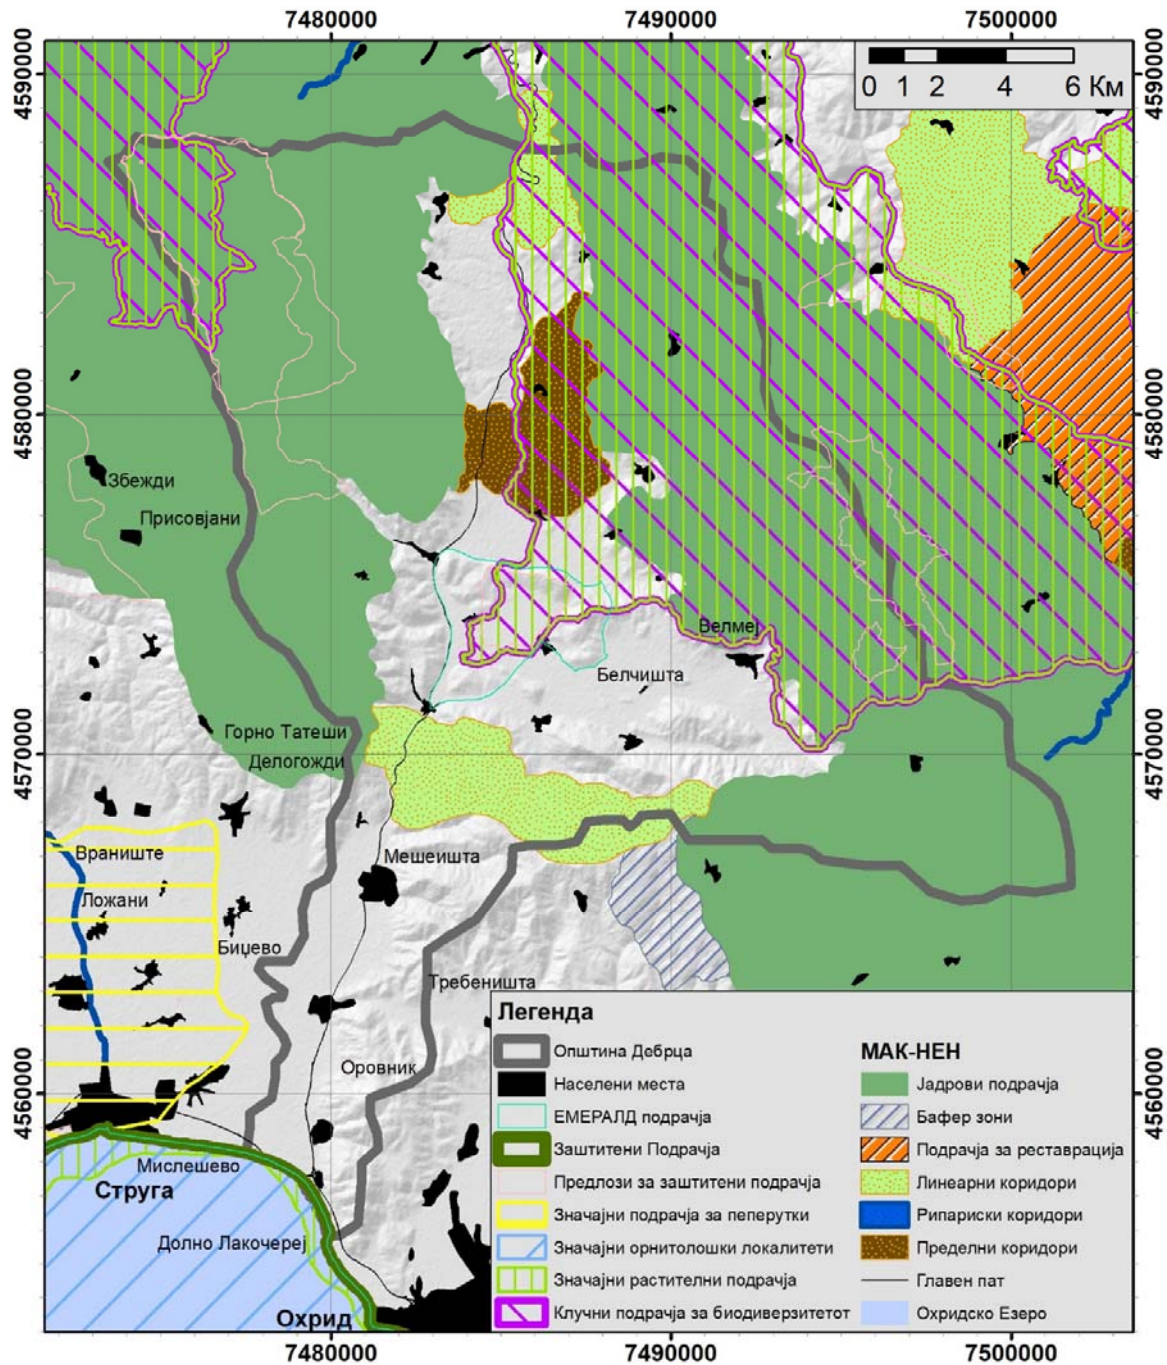 7480000 7490000 7500000
4590000 4590000
0 1 2 4 6 Км
4580000 4580000
Збежди
Присовјани
Велмеј
Белчишта
Горно Татеши
Делогожди
4570000 4570000
Враниште
Мешеишта
Ложани
Биџево
Требеништа
Оровник
4560000 4560000
Мислешево
Струга
Долно Лакочереј
Охрид
Легенда
Општина Дебрца
Населени места
ЕМЕРАЛД подрачја
Заштитени Подрачја
Предлози за заштитени подрачја
Значајни подрачја за пеперутки
Значајни орнитолошки локалитети
Значајни растителни подрачја
Клучни подрачја за биодиверзитетот
МАК-НЕН
Јадрови подрачја
Бафер зони
Подрачја за реставрација
Линеарни коридори
Рипариски коридори
Пределни коридори
Главен пат
Охридско Езеро
7480000 7490000 7500000